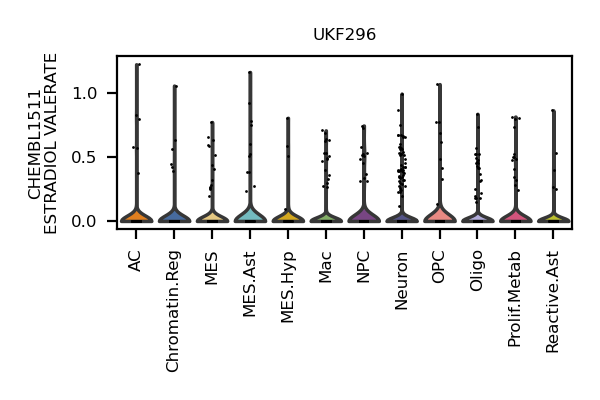 UKF296
CHEMBL1511
ESTRADIOL VALERATE
1.0
0.5
0.0
AC
Chromatin.Reg
MES
MES.Ast
MES.Hyp
Mac
NPC
Neuron
OPC
Oligo
Prolif.Metab
Reactive.Ast